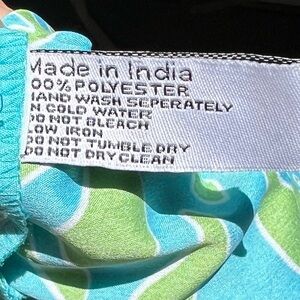 Made in India
00% POLYESTER
HAND WASH SEPERATELY
IN COLD WATER
DO NOT BLEACH
LOW IRON
DO NOT TUMBLE DRY
DO NOT DRYCLEAN